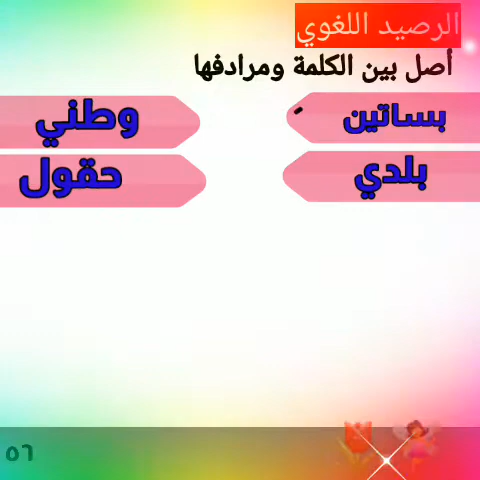 الرصيد اللغوي
أصل بين الكلمة ومرادفها
بساتين
وطني
بلدي
حقول
٥٦